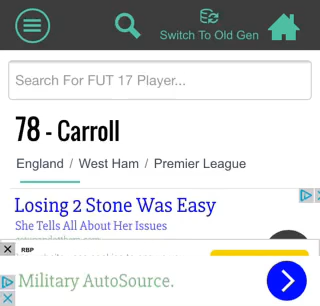 Switch To Old Gen
Search For FUT 17 Player...
78 - Carroll
England / West Ham / Premier League
Losing 2 Stone Was Easy
She Tells All About Her Issues
RBP
Military AutoSource.